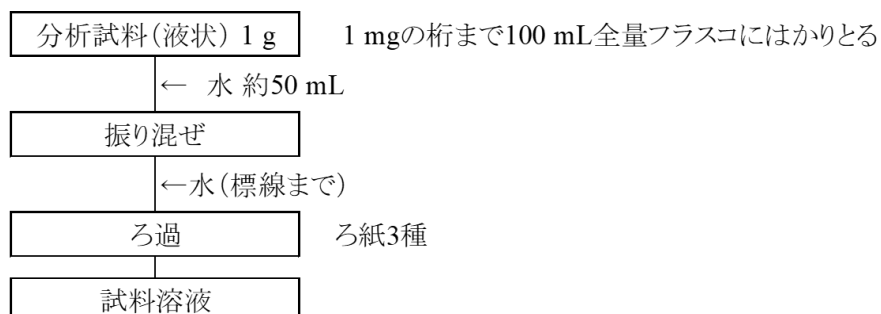 分析試料(液状) 1 g 1 mgの桁まで100 mL全量フラスコにはかりとる
← 水 約50 mL
振り混ぜ
←水(標線まで)
ろ過 ろ紙3種
試料溶液